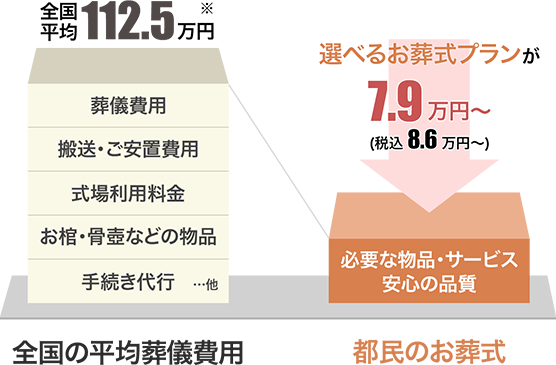 全国
平均 112.5万円※
葬儀費用
搬送・ご安置費用
式場利用料金
お棺・骨壺などの物品
手続き代行 …他
全国の平均葬儀費用
選べるお葬式プランが
7.9万円～
(税込 8.6万円～)
必要な物品・サービス
安心の品質
都民のお葬式